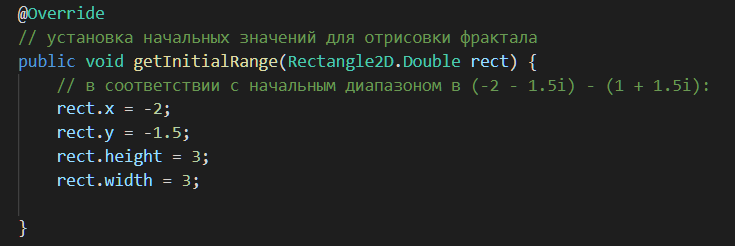 @Override
// установка начальных значений для отрисовки фрактала
public void getInitialRange(Rectangle2D.Double rect) {
// в соответствии с начальным диапазоном в (-2 - 1.5i) - (1 + 1.5i):
rect.x = -2;
rect.y = -1.5;
rect.height = 3;
rect.width = 3;
}